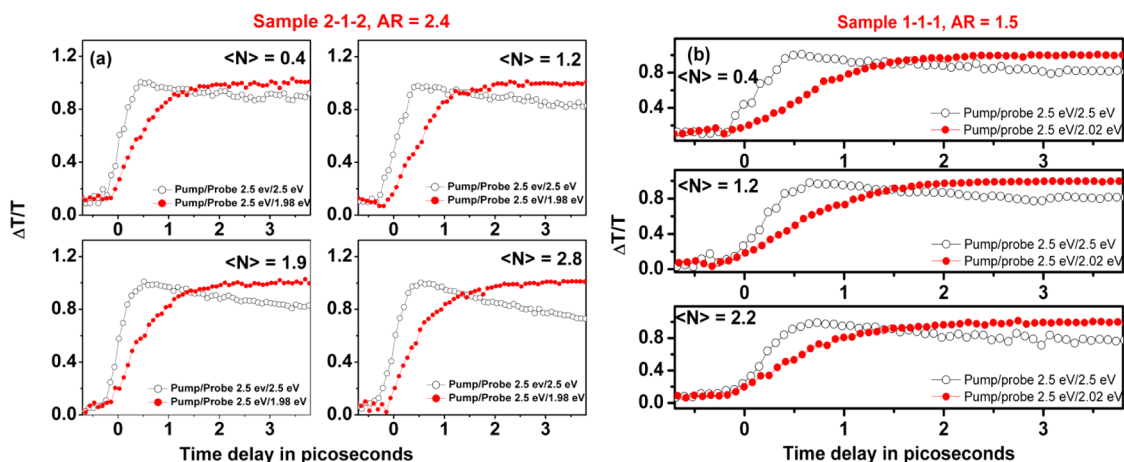 Sample 2-1-2, AR = 2.4
Sample 1-1-1, AR = 1.5
ΔT/T
(a)
<N> = 0.4
1.2
0.8
0.4
0.0
0 1 2 3
Pump/Probe 2.5 ev/2.5 eV
Pump/Probe 2.5 ev/1.98 eV
<N> = 1.2
1.2
0.8
0.4
0.0
0 1 2 3
Pump/Probe 2.5 ev/2.5 eV
Pump/Probe 2.5 ev/1.98 eV
<N> = 1.9
1.2
0.8
0.4
0.0
0 1 2 3
Pump/Probe 2.5 ev/2.5 eV
Pump/Probe 2.5 ev/1.98 eV
<N> = 2.8
1.2
0.8
0.4
0.0
0 1 2 3
Pump/Probe 2.5 ev/2.5 eV
Pump/Probe 2.5 ev/1.98 eV
Time delay in picoseconds
ΔT/T
(b)
<N> = 0.4
0.8
0.4
Pump/probe 2.5 eV/2.5 eV
Pump/probe 2.5 eV/2.02 eV
0 1 2 3
<N> = 1.2
0.8
0.4
0.0
Pump/probe 2.5 eV/2.5 eV
Pump/probe 2.5 eV/2.02 eV
0 1 2 3
<N> = 2.2
0.8
0.4
0.0
Pump/probe 2.5 eV/2.5 eV
Pump/probe 2.5 eV/2.02 eV
0 1 2 3
Time delay in picoseconds